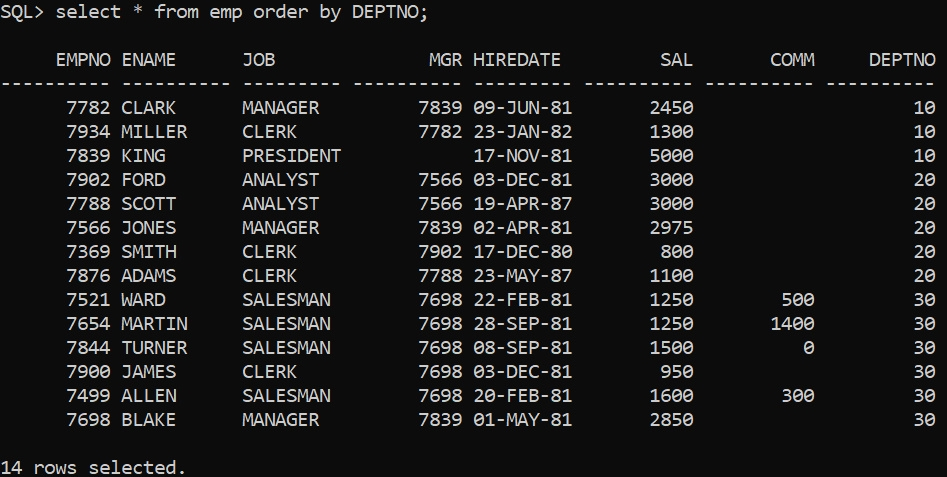 SQL> select * from emp order by DEPTNO;
     EMPNO ENAME      JOB              MGR HIREDATE         SAL       COMM     DEPTNO
---------- ---------- --------- ---------- --------- ---------- ---------- ----------
      7782 CLARK      MANAGER         7839 09-JUN-81       2450                    10
      7934 MILLER     CLERK           7782 23-JAN-82       1300                    10
      7839 KING       PRESIDENT            17-NOV-81       5000                    10
      7902 FORD       ANALYST         7566 03-DEC-81       3000                    20
      7788 SCOTT      ANALYST         7566 19-APR-87       3000                    20
      7566 JONES      MANAGER         7839 02-APR-81       2975                    20
      7369 SMITH      CLERK           7902 17-DEC-80        800                    20
      7876 ADAMS      CLERK           7788 23-MAY-87       1100                    20
      7521 WARD       SALESMAN        7698 22-FEB-81       1250        500         30
      7654 MARTIN     SALESMAN        7698 28-SEP-81       1250       1400         30
      7844 TURNER     SALESMAN        7698 08-SEP-81       1500          0         30
      7900 JAMES      CLERK           7698 03-DEC-81        950                    30
      7499 ALLEN      SALESMAN        7698 20-FEB-81       1600        300         30
      7698 BLAKE      MANAGER         7839 01-MAY-81       2850                    30
14 rows selected.